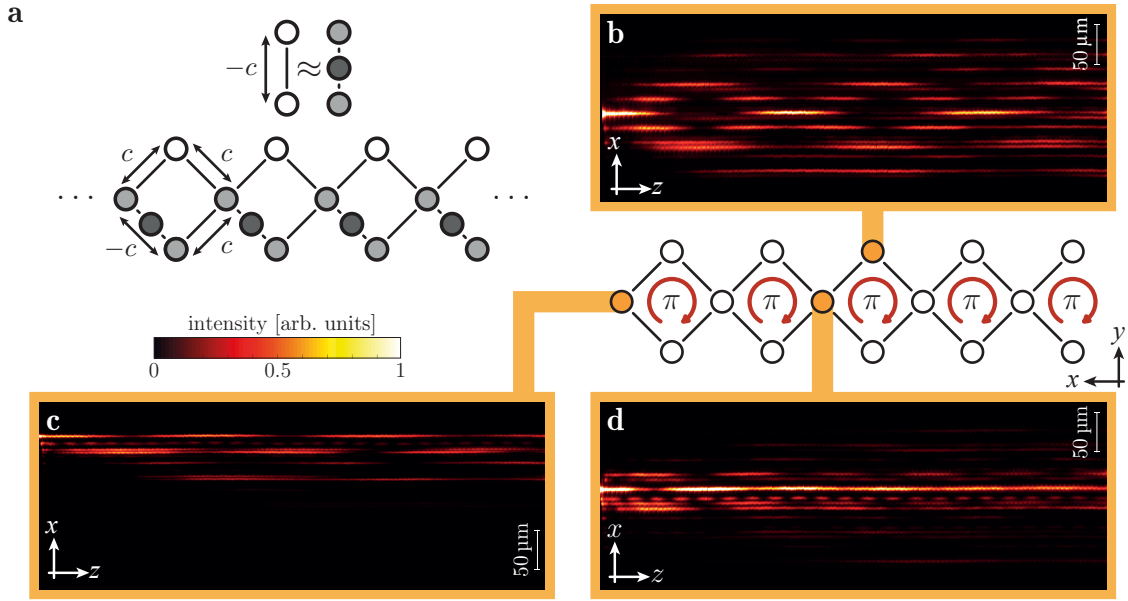 a
−c
≈
c
c
· · ·
· · ·
−c
c
intensity [arb. units]
0
0.5
1
b
50 µm
x
z
π
π
π
π
π
y
x
c
x
z
50 µm
d
50 µm
x
z